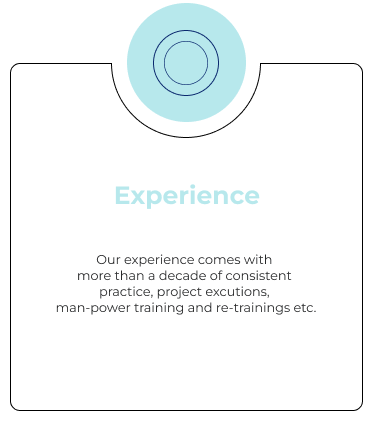 Experience
Our experience comes with
more than a decade of consistent
practice, project excutions,
man-power training and re-trainings etc.